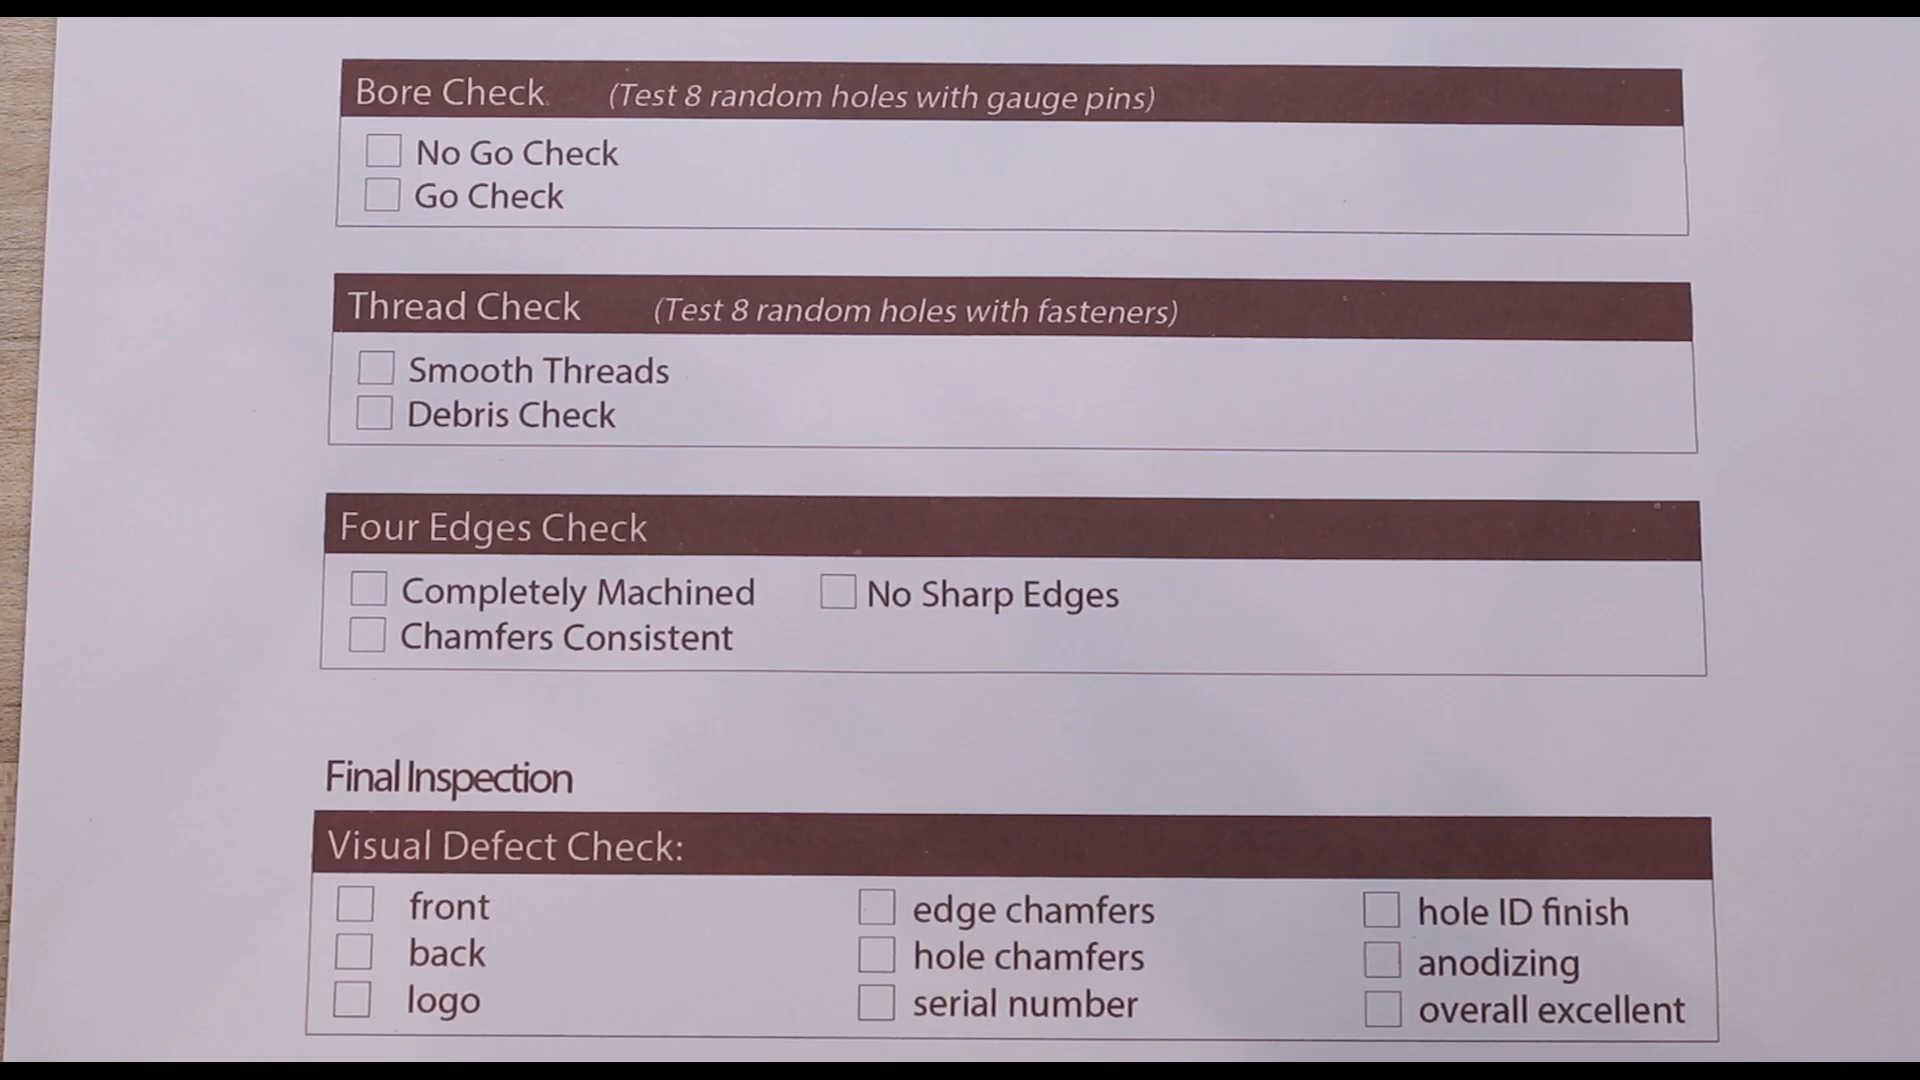 Bore Check (Test 8 random holes with gauge pins)
No Go Check
Go Check
Thread Check (Test 8 random holes with fasteners)
Smooth Threads
Debris Check
Four Edges Check
Completely Machined No Sharp Edges
Chamfers Consistent
Final Inspection
Visual Defect Check:
front edge chamfers hole ID finish
back hole chamfers anodizing
logo serial number overall excellent